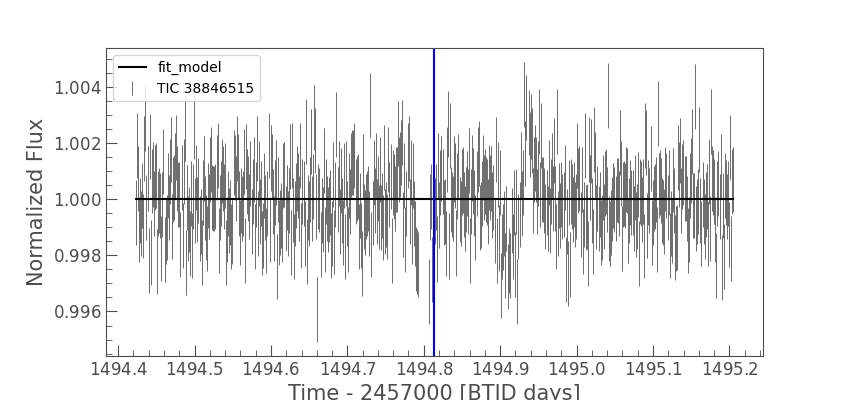 fit_model
TIC 38846515
Normalized Flux
1.004
1.002
1.000
0.998
0.996
1494.4 1494.5 1494.6 1494.7 1494.8 1494.9 1495.0 1495.1 1495.2
Time - 2457000 [BTJD days]